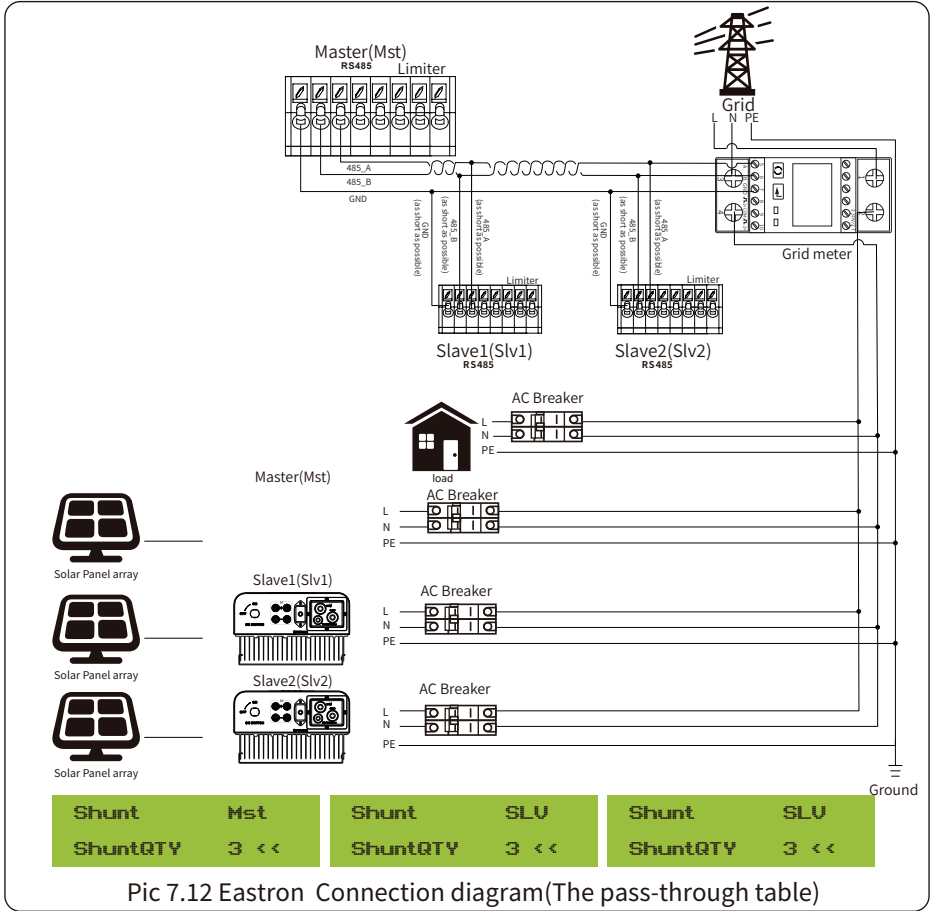 Master(Mst)
RS485
Limiter
Grid
L N PE
485_A
485_B
GND
GND
(as short as possible)
485_B
(as short as possible)
485_A
(as short as possible)
GND
(as short as possible)
485_B
(as short as possible)
485_A
(as short as possible)
Grid meter
Limiter
Limiter
Slave1(Slv1)
RS485
Slave2(Slv2)
RS485
AC Breaker
L
N
PE
load
Master(Mst)
AC Breaker
L
N
PE
Solar Panel array
Slave1(Slv1)
AC Breaker
L
N
PE
Solar Panel array
Slave2(Slv2)
AC Breaker
L
N
PE
Solar Panel array
Ground
Shunt Mst
ShuntQTY 3 <<
Shunt SLV
ShuntQTY 3 <<
Shunt SLV
ShuntQTY 3 <<
Pic 7.12 Eastron Connection diagram(The pass-through table)